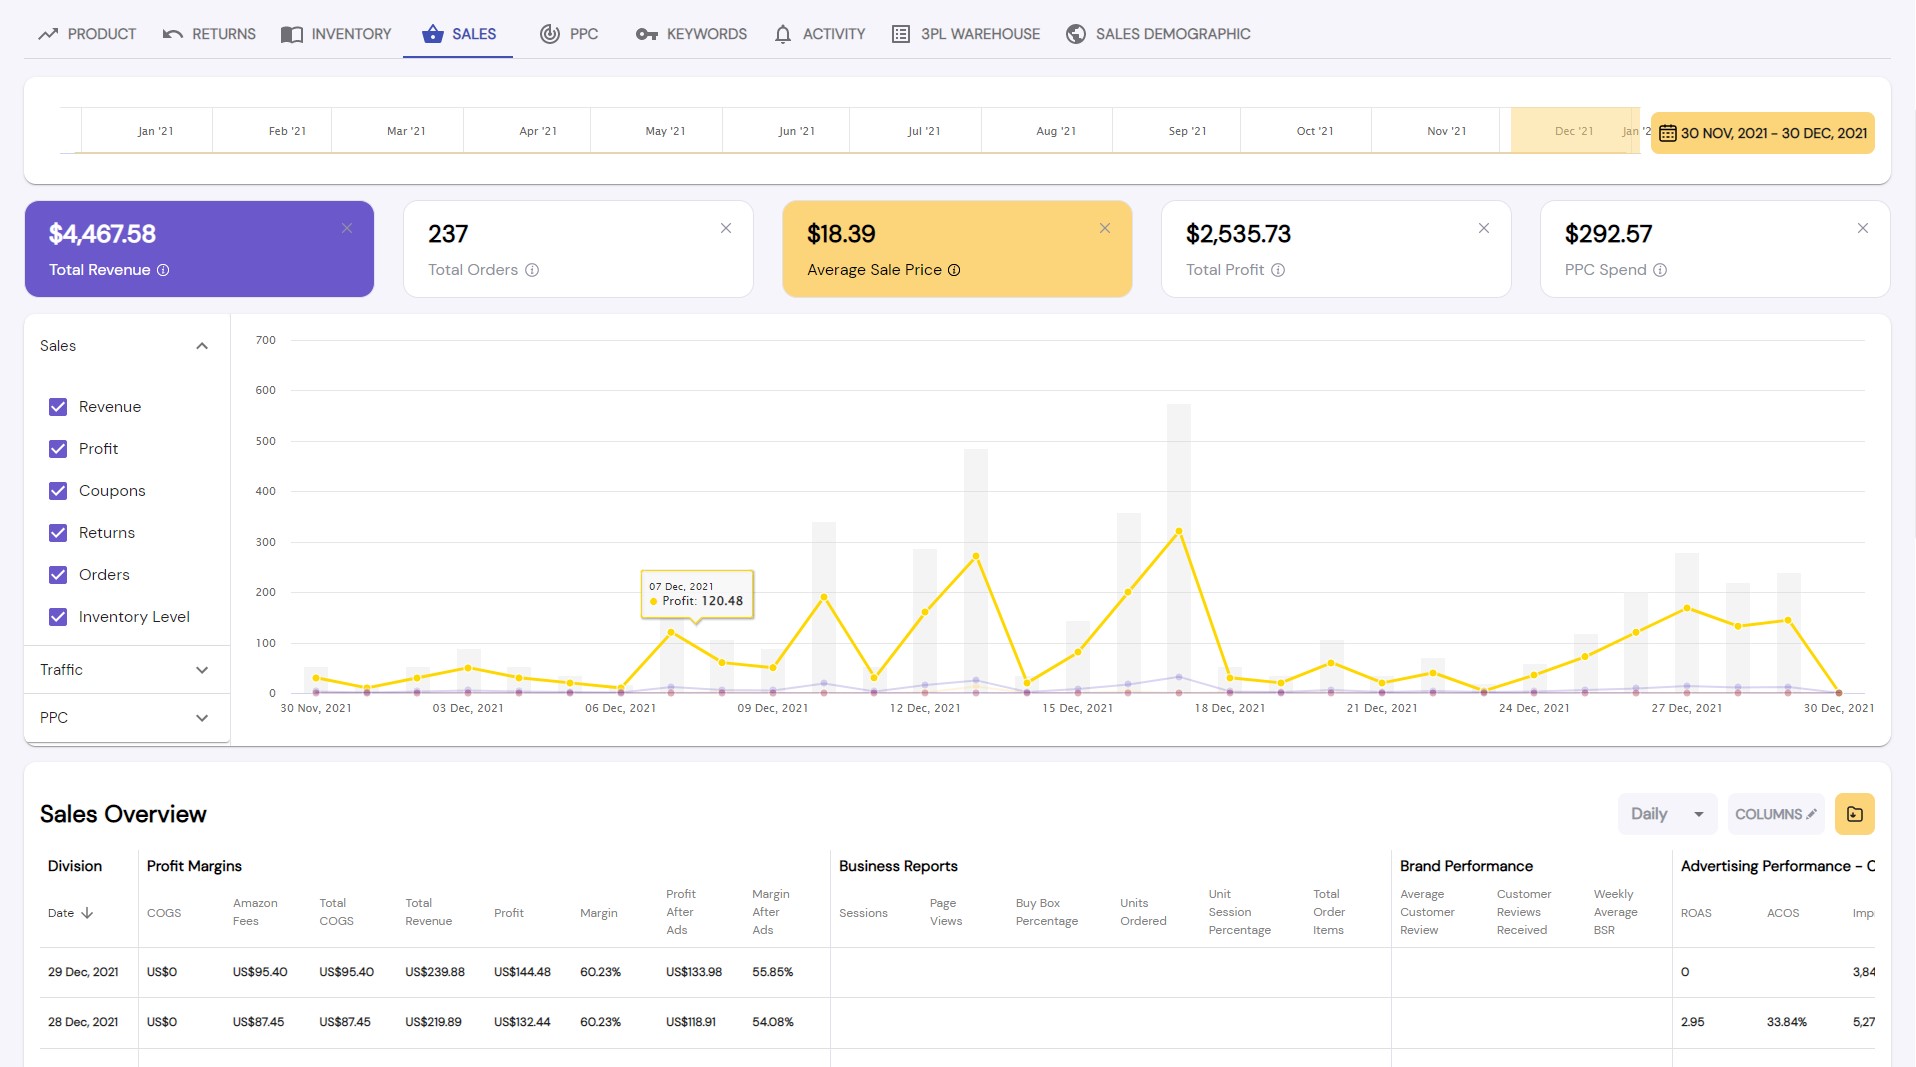 PRODUCT RETURNS INVENTORY SALES PPC KEYWORDS ACTIVITY 3PL WAREHOUSE SALES DEMOGRAPHIC
Jan '21 Feb '21 Mar '21 Apr '21 May '21 Jun '21 Jul '21 Aug '21 Sep '21 Oct '21 Nov '21 Dec '21 Jan '2
30 NOV, 2021 - 30 DEC, 2021
$4,467.58
Total Revenue
237
Total Orders
$18.39
Average Sale Price
$2,535.73
Total Profit
$292.57
PPC Spend
Sales
Revenue
Profit
Coupons
Returns
Orders
Inventory Level
Traffic
PPC
700
600
500
400
300
200
100
0
07 Dec, 2021
Profit: 120.48
30 Nov, 2021 03 Dec, 2021 06 Dec, 2021 09 Dec, 2021 12 Dec, 2021 15 Dec, 2021 18 Dec, 2021 21 Dec, 2021 24 Dec, 2021 27 Dec, 2021 30 Dec, 2021
Sales Overview
Daily
COLUMNS
Division Profit Margins Business Reports Brand Performance Advertising Performance - C
Date
COGS
Amazon
Fees
Total
COGS
Total
Revenue
Profit
Margin
Profit
After
Ads
Margin
After
Ads
Sessions
Page
Views
Buy Box
Percentage
Units
Ordered
Unit
Session
Percentage
Total
Order
Items
Average
Customer
Review
Customer
Reviews
Received
Weekly
Average
BSR
ROAS
ACOS
Imp
29 Dec, 2021 US$0 US$95.40 US$95.40 US$239.88 US$144.48 60.23% US$133.98 55.85% 0 3,84
28 Dec, 2021 US$0 US$87.45 US$87.45 US$219.89 US$132.44 60.23% US$118.91 54.08% 2.95 33.84% 5,27